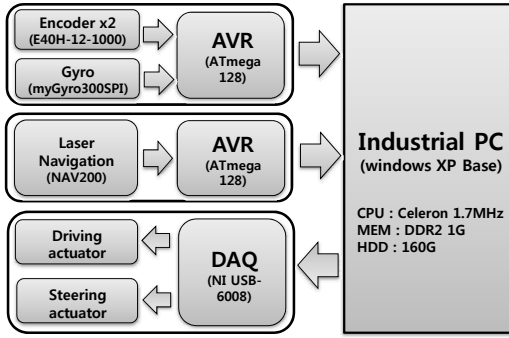 Encoder x2
(E40H-12-1000)
Gyro
(myGyro300SPI)
AVR
(ATmega
128)
Laser
Navigation
(NAV200)
AVR
(ATmega
128)
Driving
actuator
Steering
actuator
DAQ
(NI USB-
6008)
Industrial PC
(windows XP Base)
CPU : Celeron 1.7MHz
MEM : DDR2 1G
HDD : 160G